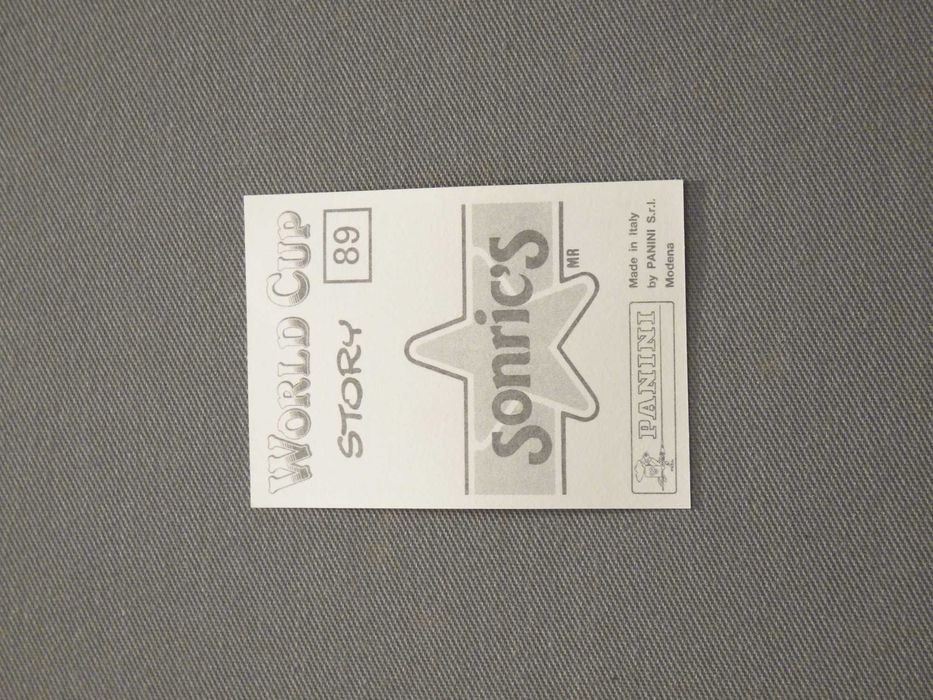 WORLD CUP
STORY
89
Sonric's
MR
PANINI
Made in Italy
by PANINI S.r.l.
Modena